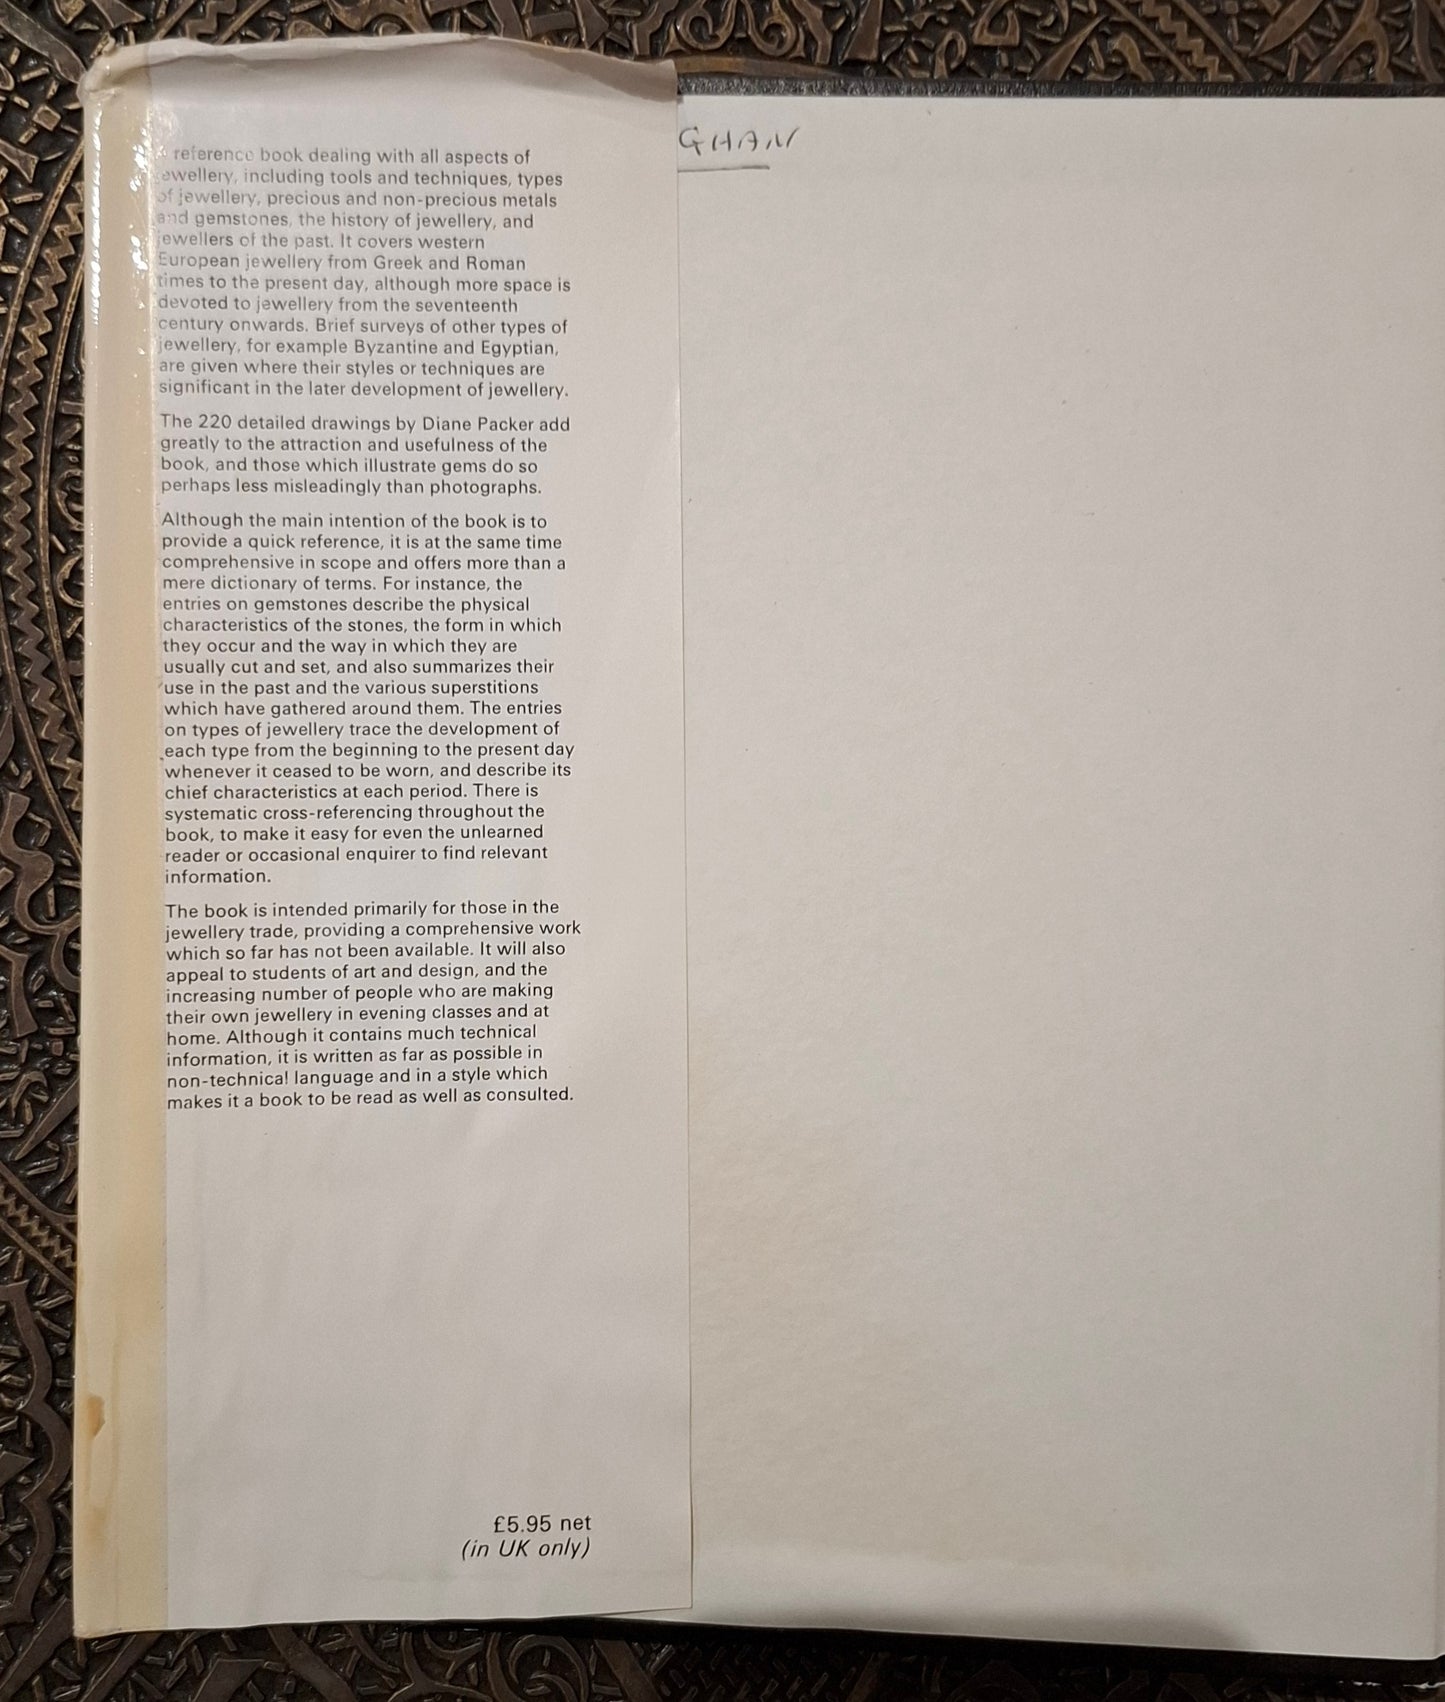 reference book dealing with all aspects of
jewellery, including tools and techniques, types
of jewellery, precious and non-precious metals
and gemstones, the history of jewellery, and
jewellers of the past. It covers western
European jewellery from Greek and Roman
times to the present day, although more space is
devoted to jewellery from the seventeenth
century onwards. Brief surveys of other types of
jewellery, for example Byzantine and Egyptian,
are given where their styles or techniques are
significant in the later development of jewellery.
The 220 detailed drawings by Diane Packer add
greatly to the attraction and usefulness of the
book, and those which illustrate gems do so
perhaps less misleadingly than photographs.
Although the main intention of the book is to
provide a quick reference, it is at the same time
comprehensive in scope and offers more than a
mere dictionary of terms. For instance, the
entries on gemstones describe the physical
characteristics of the stones, the form in which
they occur and the way in which they are
usually cut and set, and also summarizes their
use in the past and the various superstitions
which have gathered around them. The entries
on types of jewellery trace the development of
each type from the beginning to the present day
whenever it ceased to be worn, and describe its
chief characteristics at each period. There is
systematic cross-referencing throughout the
book, to make it easy for even the unlearned
reader or occasional enquirer to find relevant
information.
The book is intended primarily for those in the
jewellery trade, providing a comprehensive work
which so far has not been available. It will also
appeal to students of art and design, and the
increasing number of people who are making
their own jewellery in evening classes and at
home. Although it contains much technical
information, it is written as far as possible in
non-technical language and in a style which
makes it a book to be read as well as consulted.
£5.95 net
(in UK only)
GHAN